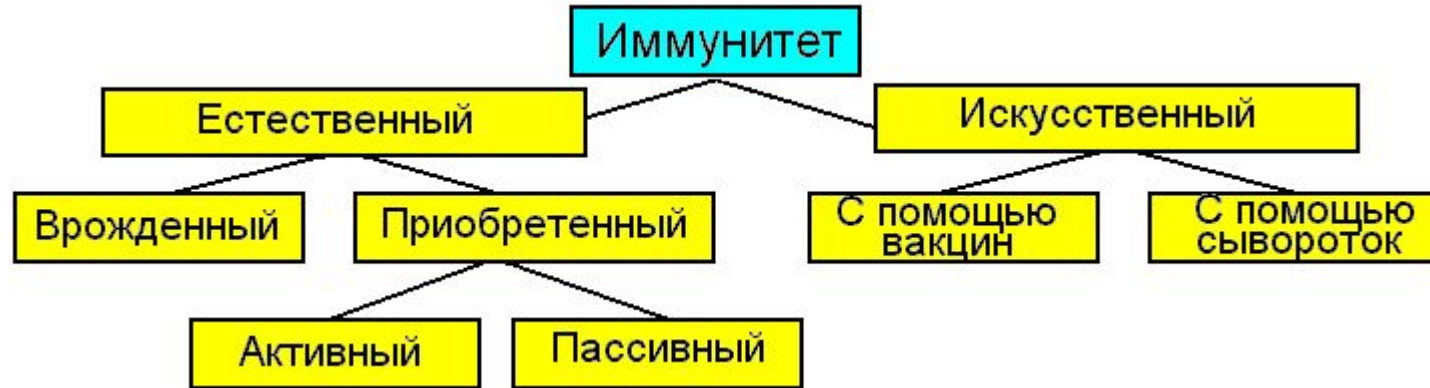 Иммунитет
Естественный
Искусственный
Врожденный
Приобретенный
С помощью
вакцин
С помощью
сывороток
Активный
Пассивный